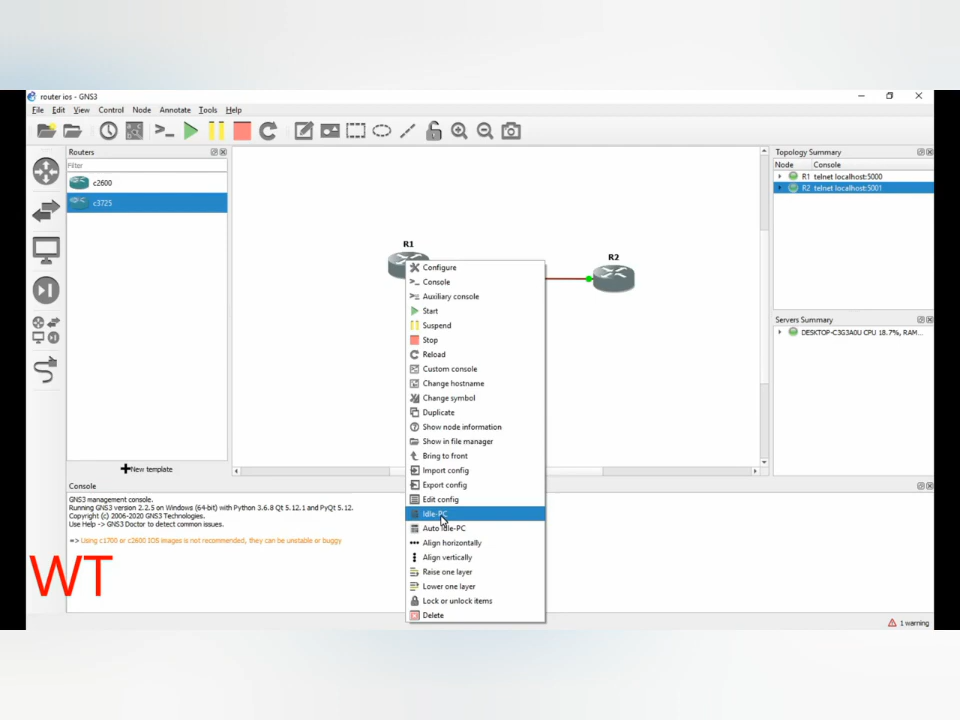 router ios - GNS3
File Edit View Control Node Annotate Tools Help
Routers
Filter
c2600
c3725
New template
R1
R2
Configure
Console
Auxiliary console
Start
Suspend
Stop
Reload
Custom console
Change hostname
Change symbol
Duplicate
Show node information
Show in file manager
Bring to front
Import config
Export config
Edit config
Idle-PC
Auto Idle-PC
Align horizontally
Align vertically
Raise one layer
Lower one layer
Lock or unlock items
Delete
Topology Summary
Node Console
R1 telnet localhost:5000
R2 telnet localhost:5001
Servers Summary
DESKTOP-C3G3A0U CPU 18.7%, RAM...
Console
GNS3 management console.
Running GNS3 version 2.2.5 on Windows (64-bit) with Python 3.6.8 Qt 5.12.1 and PyQt 5.12.
Copyright (c) 2006-2020 GNS3 Technologies.
Use Help -> GNS3 Doctor to detect common issues.
=> Using c1700 or c2600 IOS images is not recommended, they can be unstable or buggy
WT
1 warning